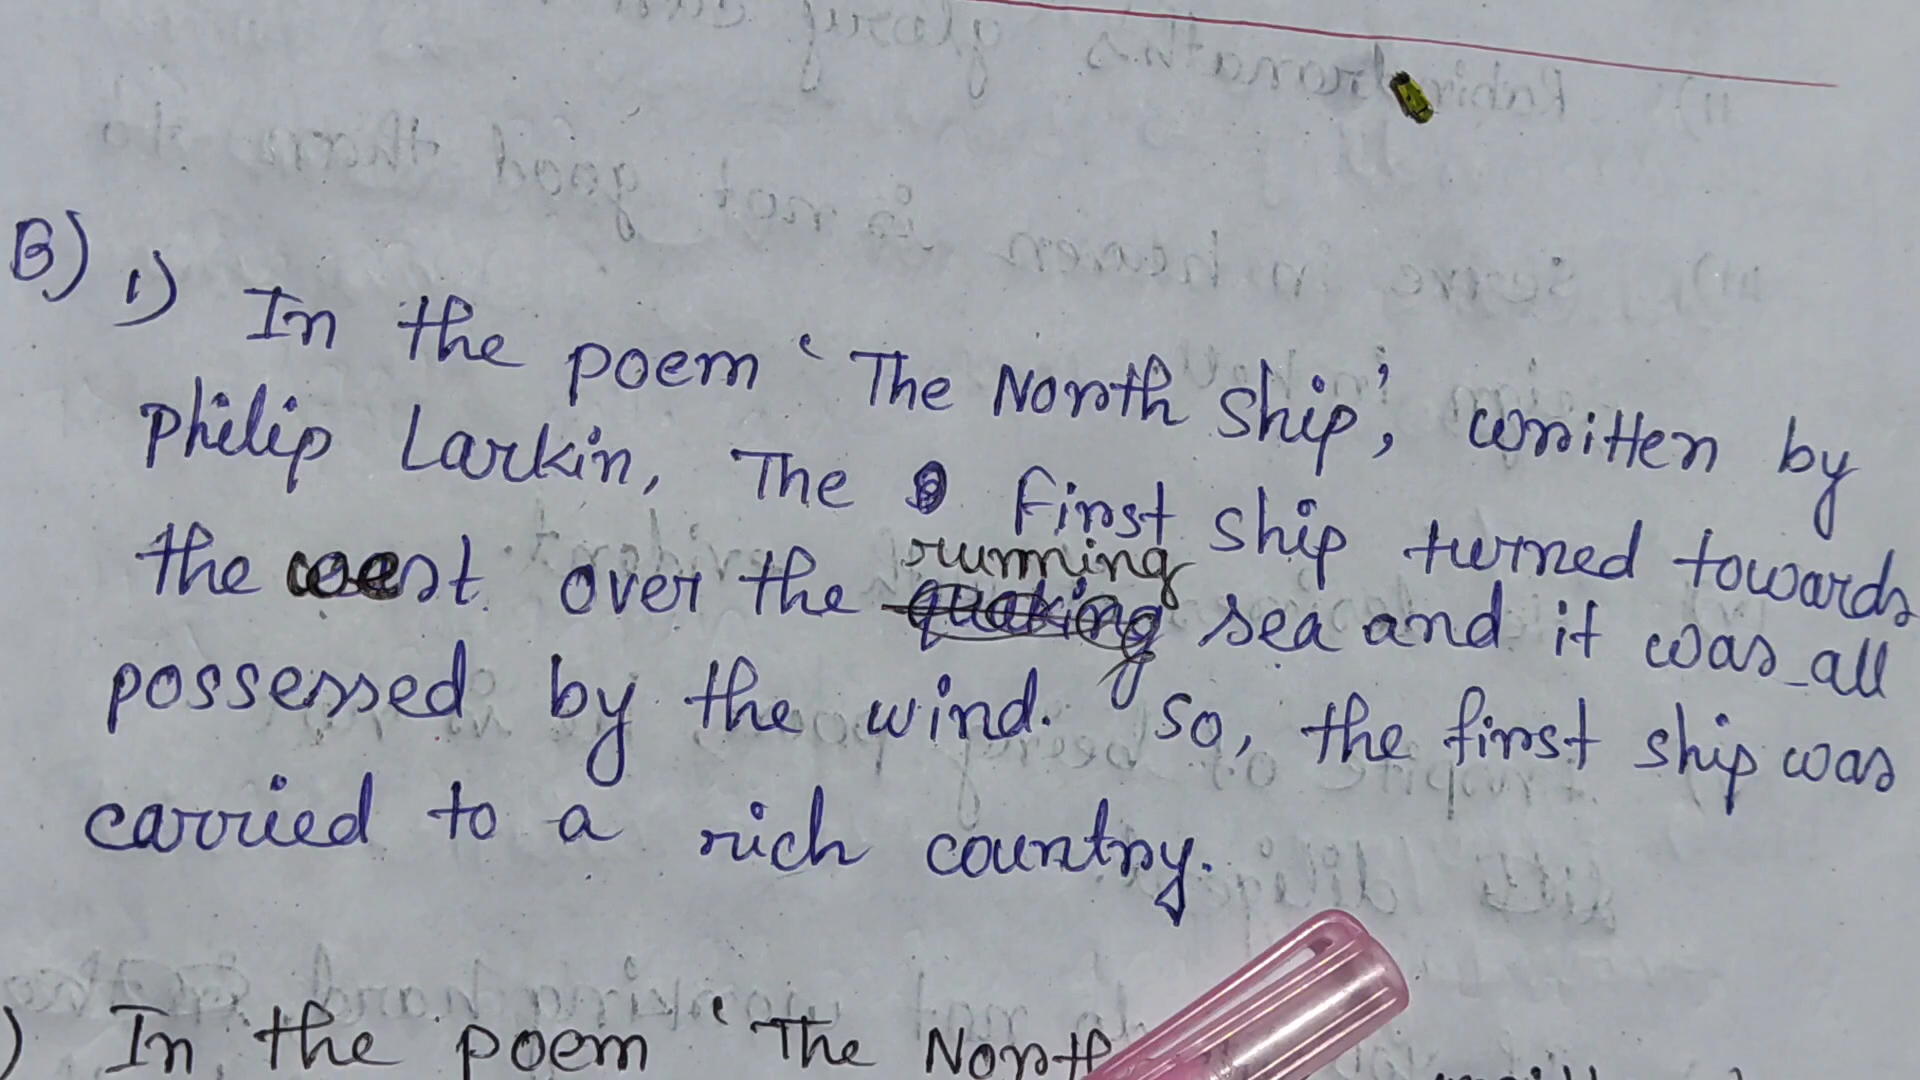 B) 1) In the poem 'The North Ship', written by
Philip Larkin, The First ship turned towards
the west over the running sea and it was all
possessed by the wind. So, the first ship was
carried to a rich country.
) In the poem 'The North